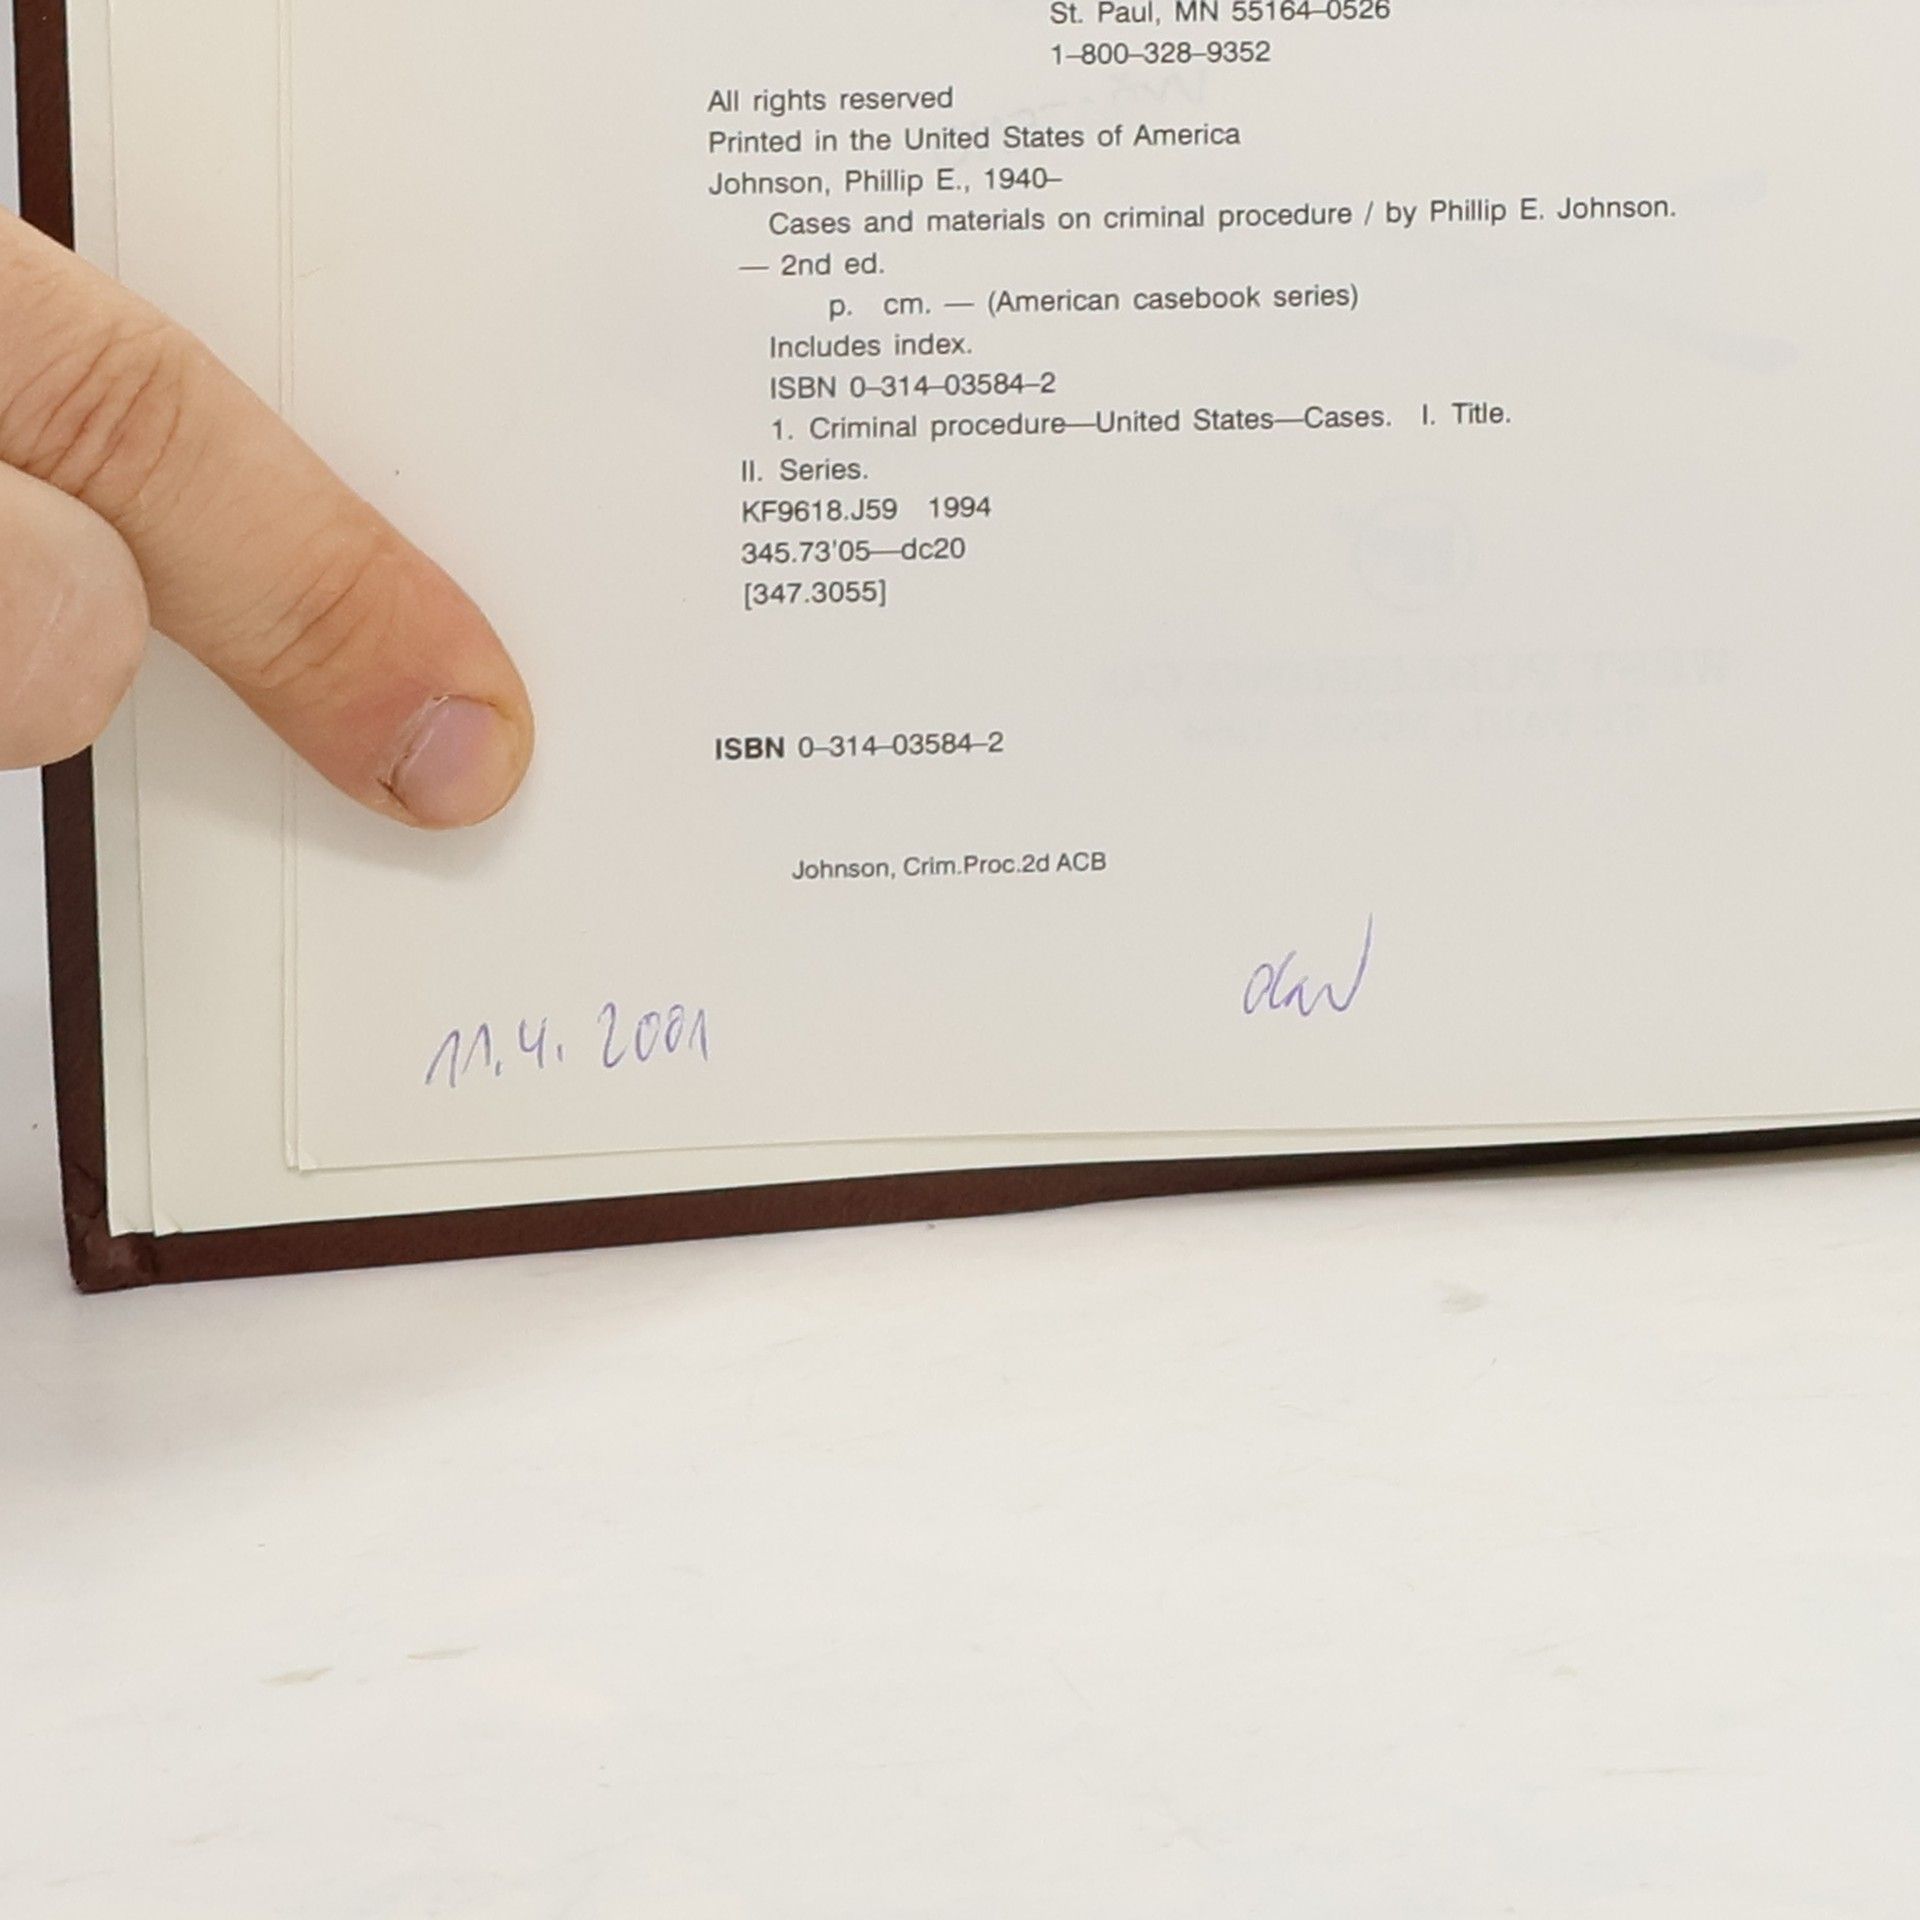 St. Paul, MN 55164–0526
1–800–328–9352
All rights reserved
Printed in the United States of America
Johnson, Phillip E., 1940–
Cases and materials on criminal procedure / by Phillip E. Johnson.
— 2nd ed.
p. cm. — (American casebook series)
Includes index.
ISBN 0–314–03584–2
1. Criminal procedure—United States—Cases. I. Title.
II. Series.
KF9618.J59 1994
345.73'05—dc20
[347.3055]
ISBN 0–314–03584–2
Johnson, Crim.Proc.2d ACB
11.4. 2001